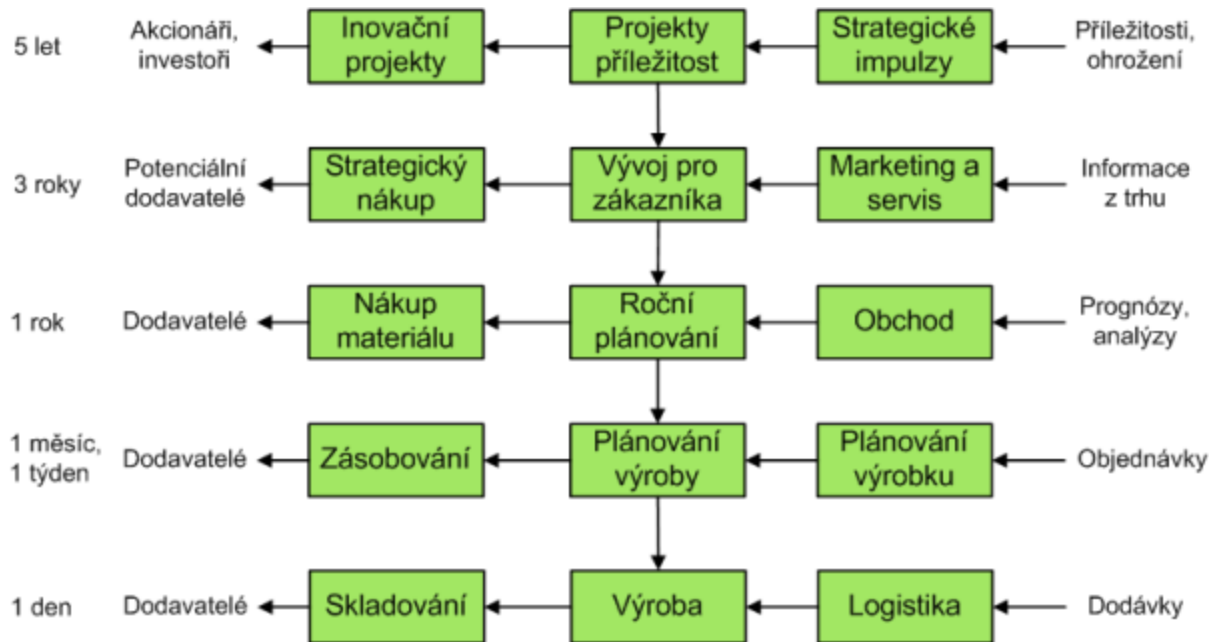 5 let
Akcionáři,
investoři
Inovační
projekty
Projekty
příležitost
Strategické
impulzy
Příležitosti,
ohrožení
3 roky
Potenciální
dodavatelé
Strategický
nákup
Vývoj pro
zákazníka
Marketing a
servis
Informace
z trhu
1 rok
Dodavatelé
Nákup
materiálu
Roční
plánování
Obchod
Prognózy,
analýzy
1 měsíc,
1 týden
Dodavatelé
Zásobování
Plánování
výroby
Plánování
výrobku
Objednávky
1 den
Dodavatelé
Skladování
Výroba
Logistika
Dodávky